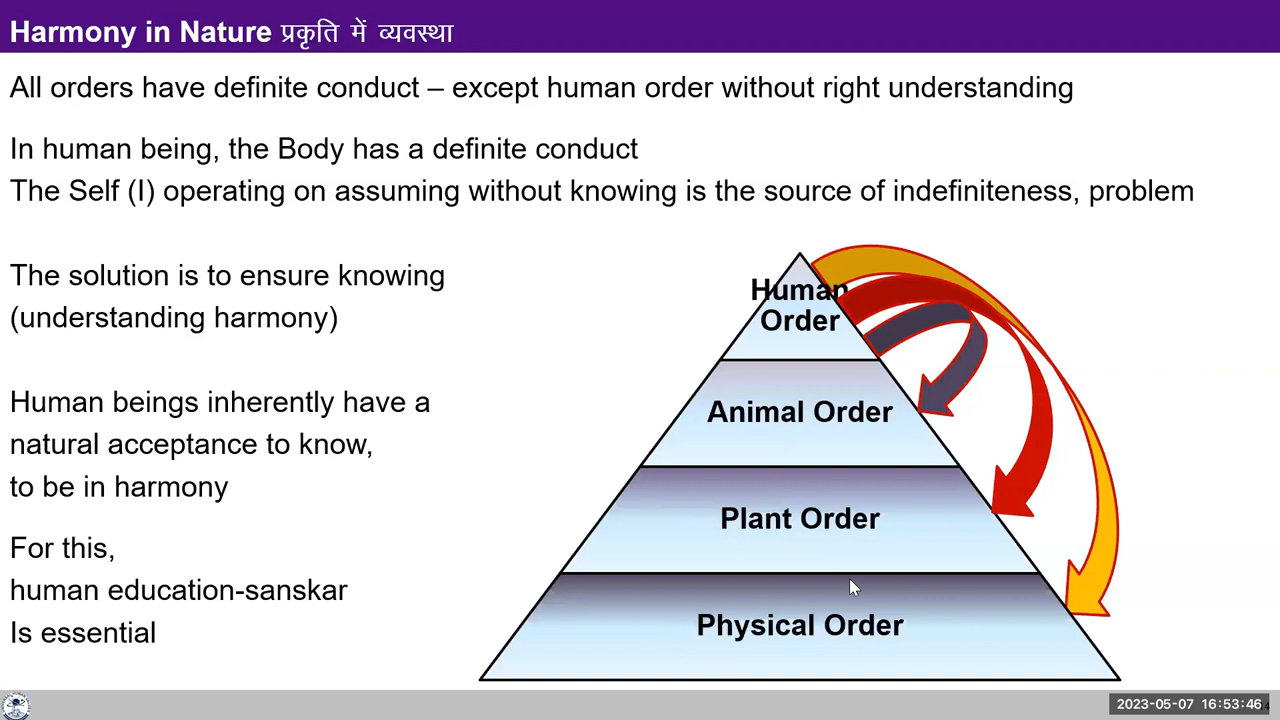 Harmony in Nature प्रकृति में व्यवस्था
All orders have definite conduct – except human order without right understanding
In human being, the Body has a definite conduct
The Self (I) operating on assuming without knowing is the source of indefiniteness, problem
The solution is to ensure knowing
(understanding harmony)
Human beings inherently have a
natural acceptance to know,
to be in harmony
For this,
human education-sanskar
Is essential
Human
Order
Animal Order
Plant Order
Physical Order
2023-05-07 16:53:46